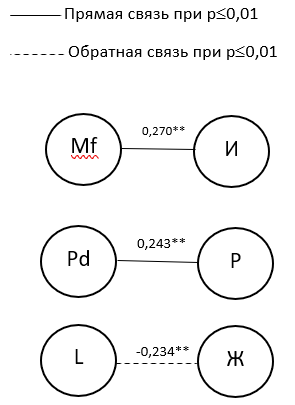 Прямая связь при p≤0,01
Обратная связь при p≤0,01
0,270**
Mf И
0,243**
Pd Р
-0,234**
L Ж